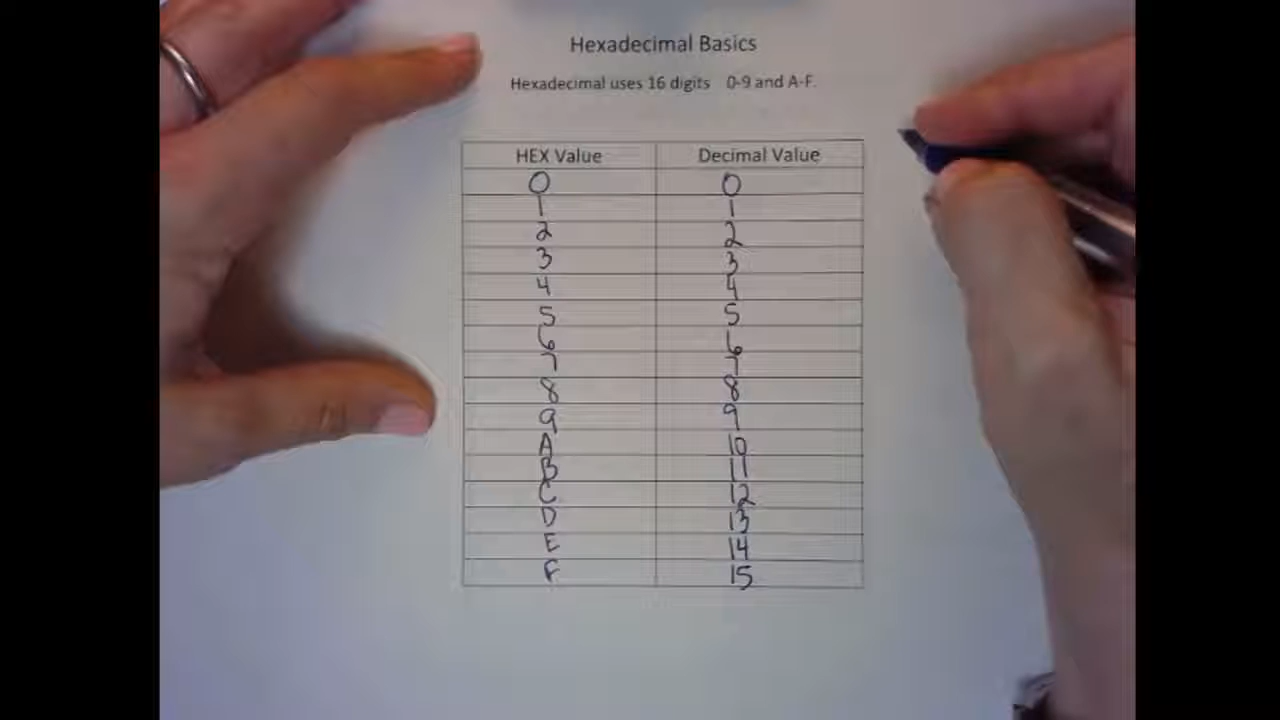 Hexadecimal Basics
Hexadecimal uses 16 digits 0-9 and A-F.
HEX Value Decimal Value
0 0
1 1
2 2
3 3
4 4
5 5
6 6
7 7
8 8
9 9
A 10
B 11
C 12
D 13
E 14
F 15